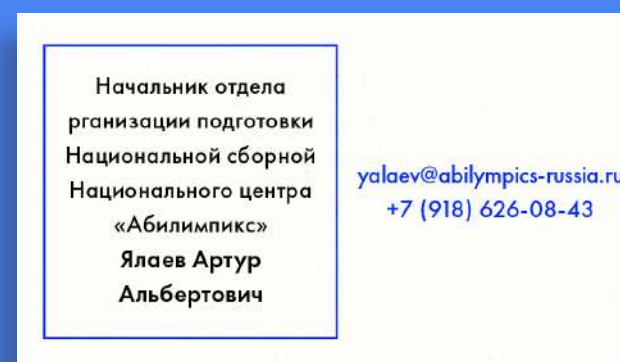 Начальник отдела
рганизации подготовки
Национальной сборной
Национального центра
«Абилимпикс»
Ялаев Артур
Альбертович
yalaev@abilympics-russia.ru
+7 (918) 626-08-43